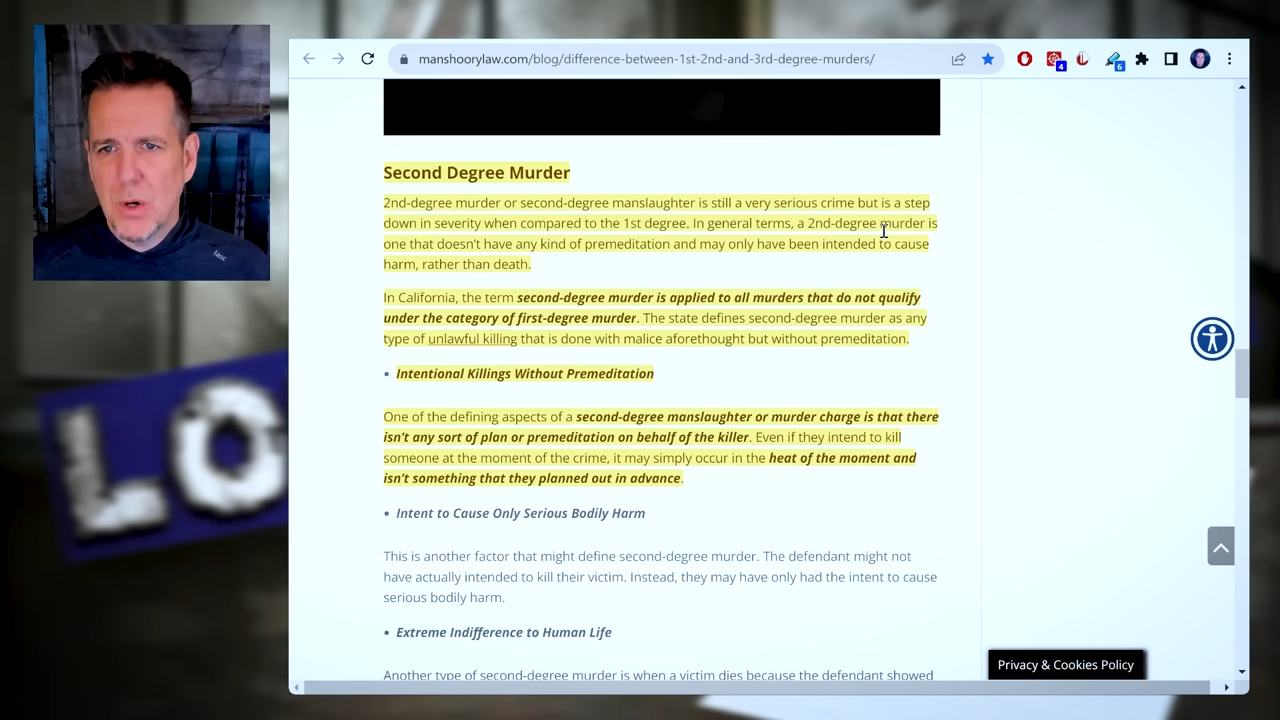 manshoorylaw.com/blog/difference-between-1st-2nd-and-3rd-degree-murders/
4
6
tasc
Second Degree Murder
2nd-degree murder or second-degree manslaughter is still a very serious crime but is a step
down in severity when compared to the 1st degree. In general terms, a 2nd-degree murder is
one that doesn't have any kind of premeditation and may only have been intended to cause
harm, rather than death.
In California, the term second-degree murder is applied to all murders that do not qualify
under the category of first-degree murder. The state defines second-degree murder as any
type of unlawful killing that is done with malice aforethought but without premeditation.
• Intentional Killings Without Premeditation
One of the defining aspects of a second-degree manslaughter or murder charge is that there
isn't any sort of plan or premeditation on behalf of the killer. Even if they intend to kill
someone at the moment of the crime, it may simply occur in the heat of the moment and
isn't something that they planned out in advance.
LO
• Intent to Cause Only Serious Bodily Harm
This is another factor that might define second-degree murder. The defendant might not
have actually intended to kill their victim. Instead, they may have only had the intent to cause
serious bodily harm.
• Extreme Indifference to Human Life
Another type of second-degree murder is when a victim dies because the defendant showed
Privacy & Cookies Policy